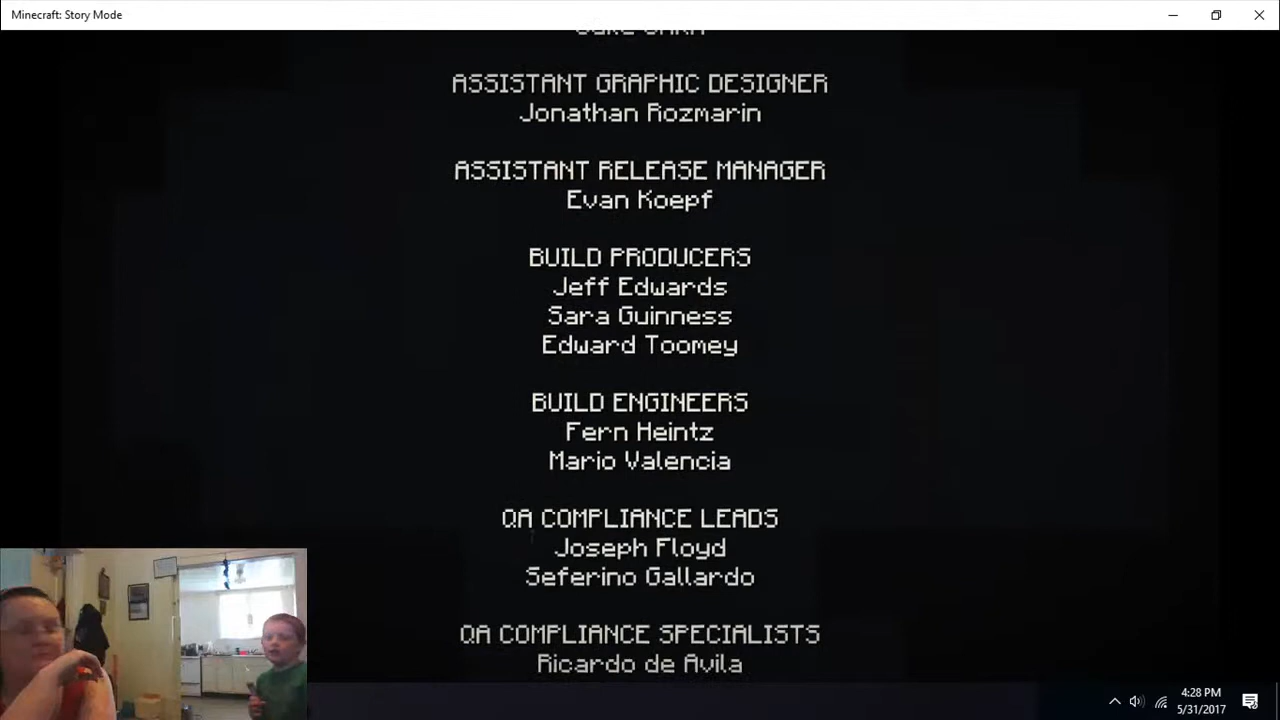 Minecraft: Story Mode
ASSISTANT GRAPHIC DESIGNER
Jonathan Rozmarin
ASSISTANT RELEASE MANAGER
Evan Koepf
BUILD PRODUCERS
Jeff Edwards
Sara Guinness
Edward Toomey
BUILD ENGINEERS
Fern Heintz
Mario Valencia
QA COMPLIANCE LEADS
Joseph Floyd
Seferino Gallardo
QA COMPLIANCE SPECIALISTS
Ricardo de Avila
4:28 PM
5/31/2017